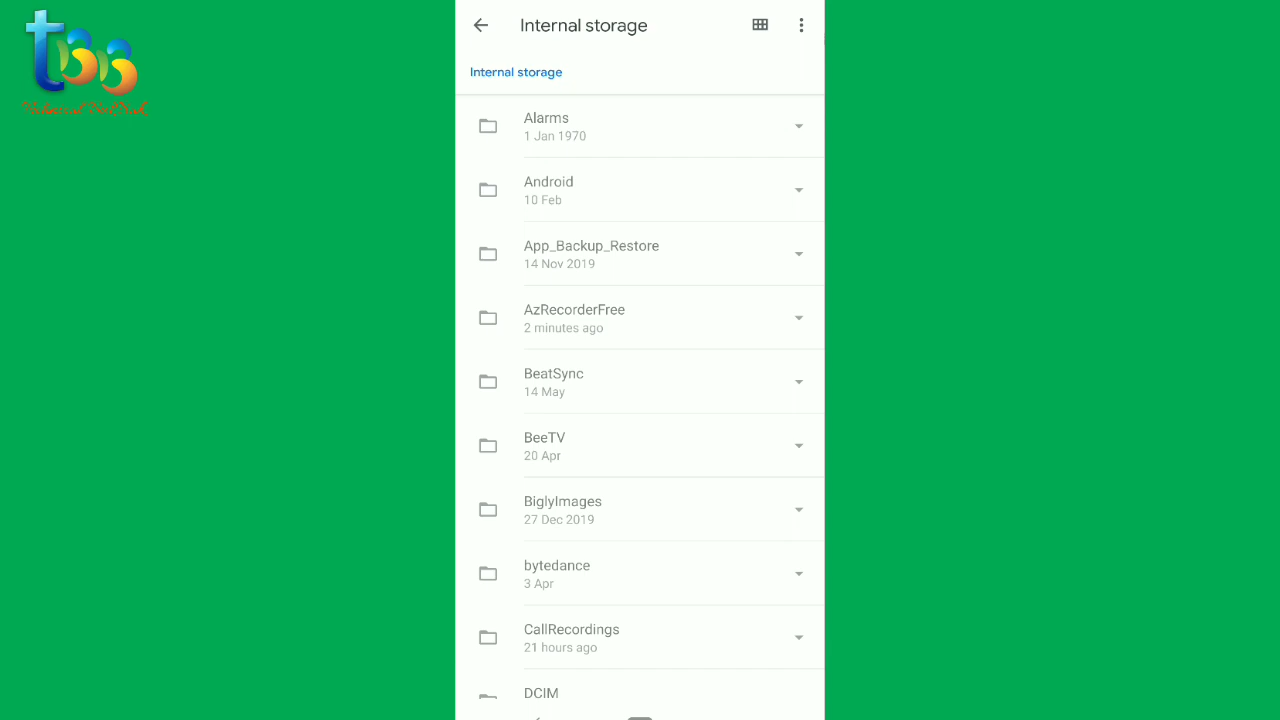 tBB
Internal storage
Internal storage
Alarms
1 Jan 1970
Android
10 Feb
App_Backup_Restore
14 Nov 2019
AzRecorderFree
2 minutes ago
BeatSync
14 May
BeeTV
20 Apr
BiglyImages
27 Dec 2019
bytedance
3 Apr
CallRecordings
21 hours ago
DCIM